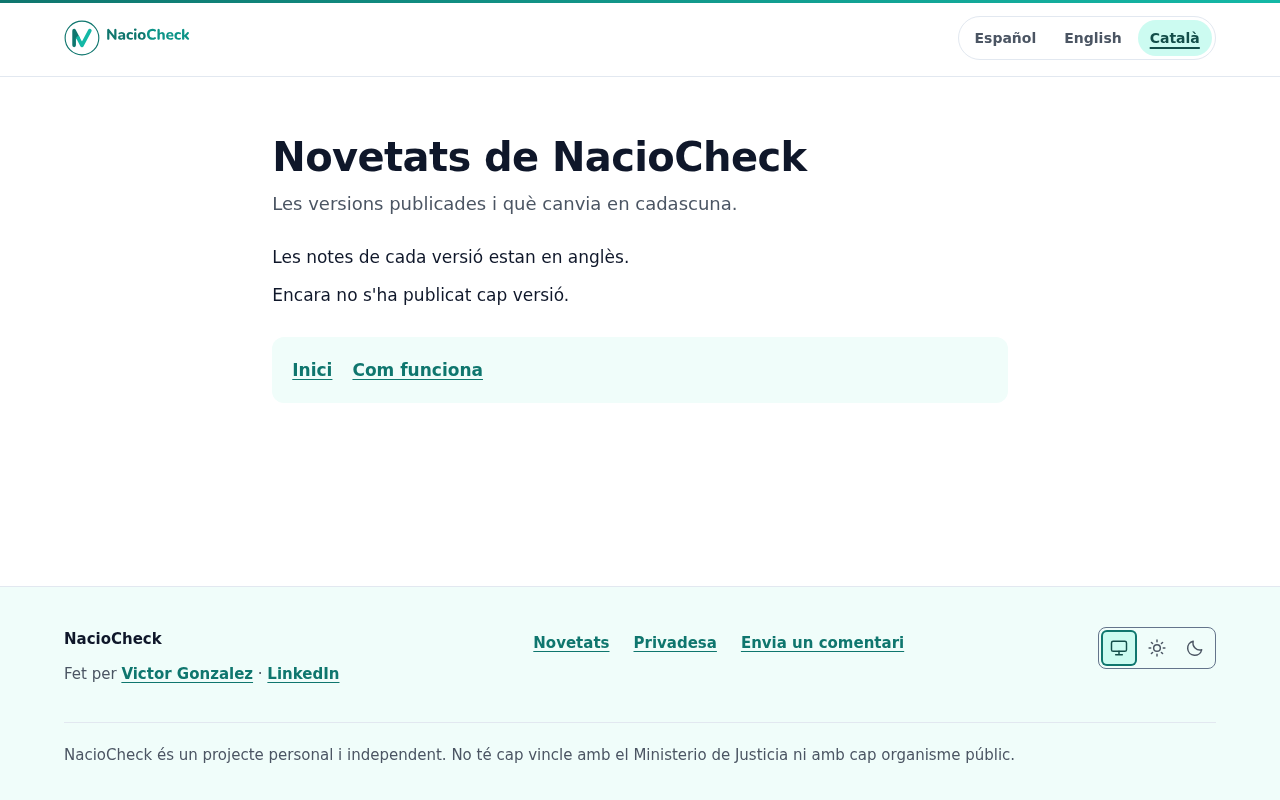 NacioCheck
Español English Català
Novetats de NacioCheck
Les versions publicades i què canvia en cadascuna.
Les notes de cada versió estan en anglès.
Encara no s'ha publicat cap versió.
Inici Com funciona
NacioCheck
Fet per Victor Gonzalez · LinkedIn
Novetats Privadesa Envia un comentari
NacioCheck és un projecte personal i independent. No té cap vincle amb el Ministerio de Justicia ni amb cap organisme públic.